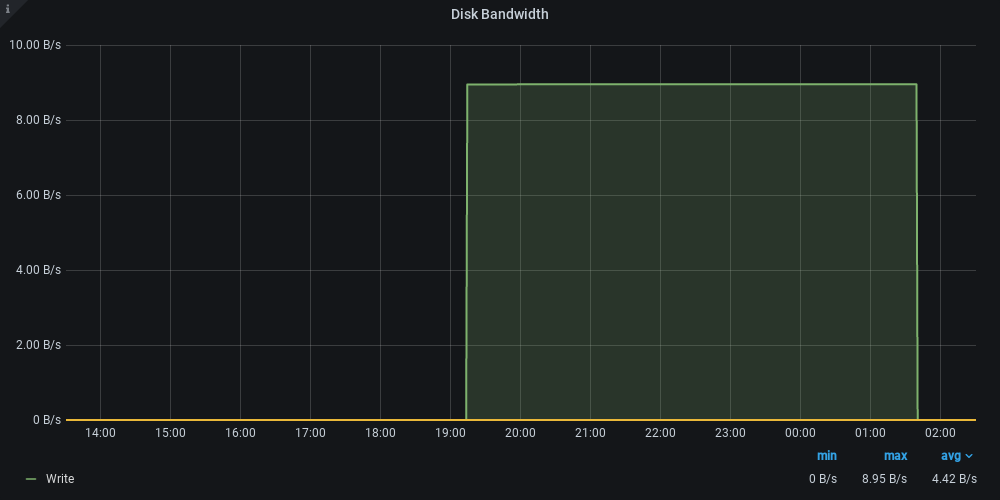 i
Disk Bandwidth
10.00 B/s
8.00 B/s
6.00 B/s
4.00 B/s
2.00 B/s
0 B/s
14:00 15:00 16:00 17:00 18:00 19:00 20:00 21:00 22:00 23:00 00:00 01:00 02:00
min max avg
Write 0 B/s 8.95 B/s 4.42 B/s